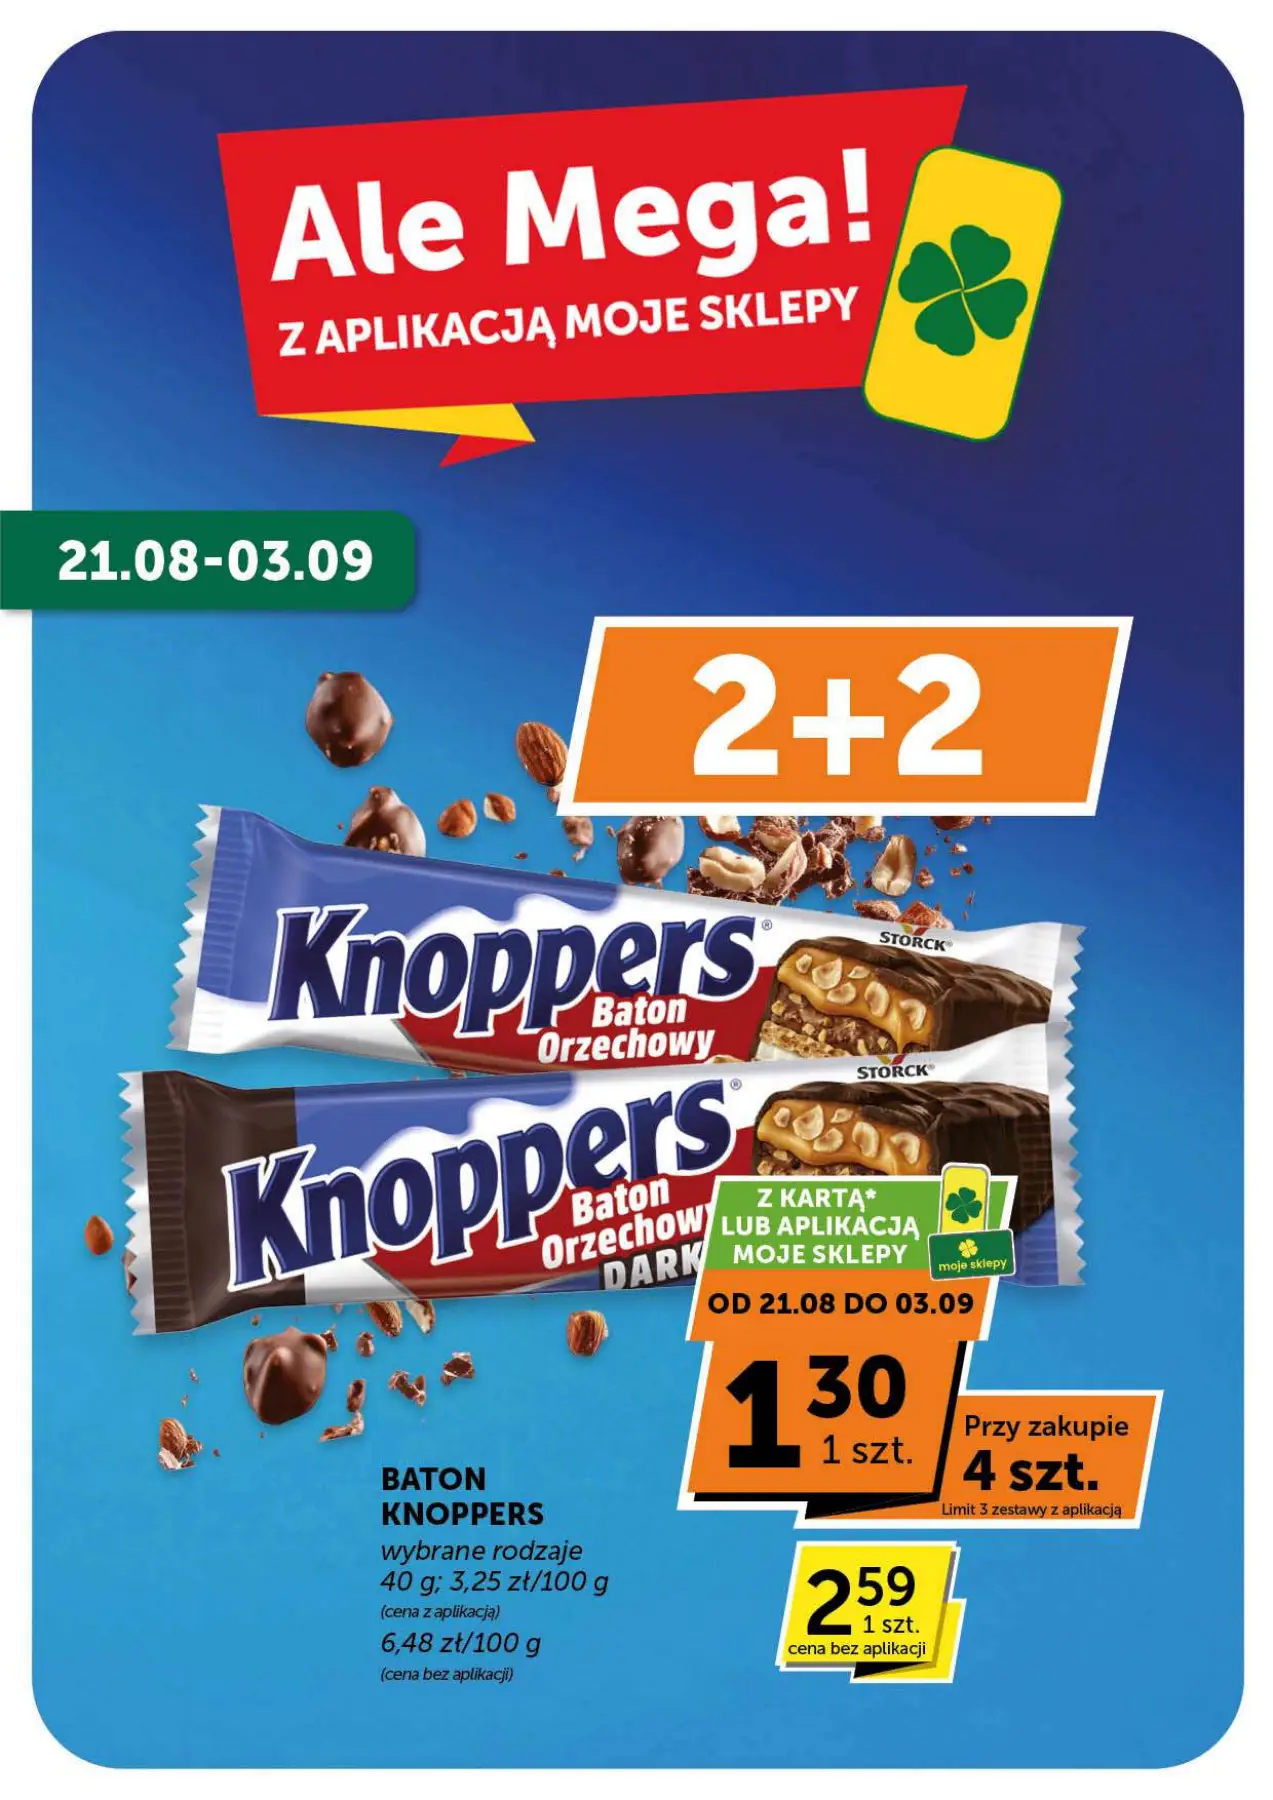 Ale Mega!
Z APLIKACJĄ MOJE SKLEPY
21.08-03.09
2+2
Knoppers®
Baton
Orzechowy
STORCK®
Knoppers®
Baton
Orzechow
DARK
STORCK®
Z KARTĄ*
LUB APLIKACJĄ
MOJE SKLEPY
moje sklepy
OD 21.08 DO 03.09
1 30
1 szt.
Przy zakupie
4 szt.
Limit 3 zestawy z aplikacją
BATON
KNOPPERS
wybrane rodzaje
40 g; 3,25 zł/100 g
(cena z aplikacją)
6,48 zł/100 g
(cena bez aplikacji)
2 59
1 szt.
cena bez aplikacji